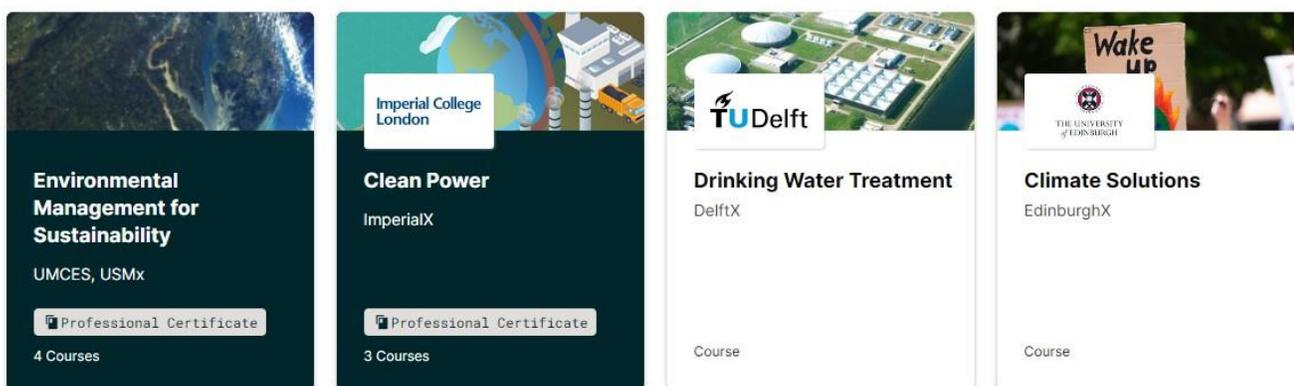 Environmental
Management for
Sustainability
UMCES, USMx
Professional Certificate
4 Courses
Imperial College
London
Clean Power
ImperialX
Professional Certificate
3 Courses
TUDelft
Drinking Water Treatment
DelftX
Course
Wake
UP
THE UNIVERSITY
of EDINBURGH
Climate Solutions
EdinburghX
Course